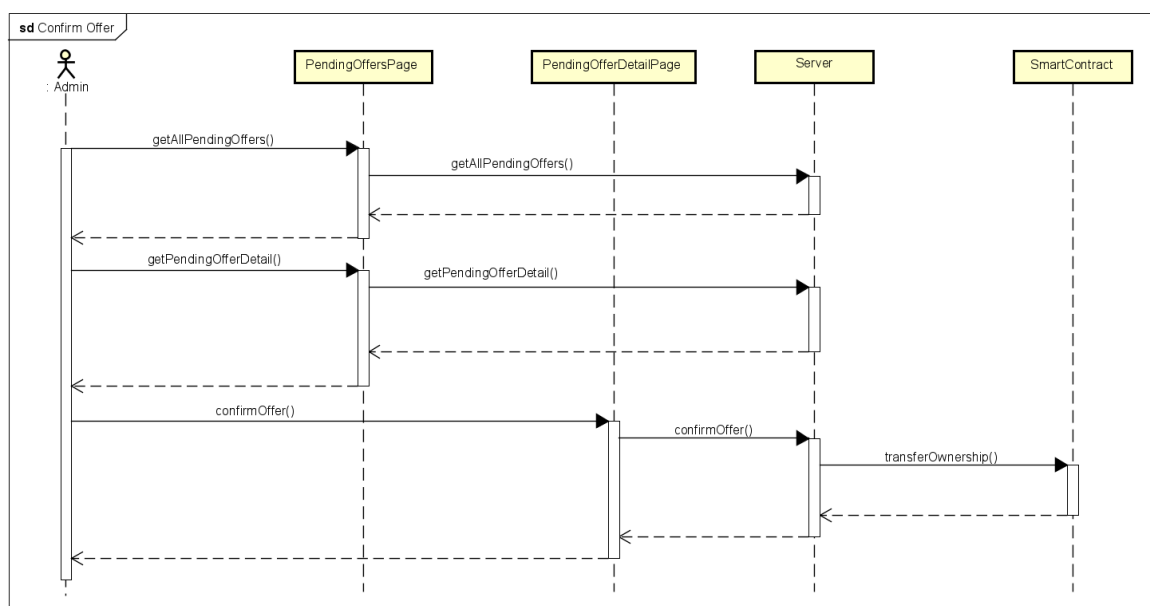 sd Confirm Offer
: Admin
PendingOffersPage
PendingOfferDetailPage
Server
SmartContract
getAllPendingOffers()
getAllPendingOffers()
getPendingOfferDetail()
getPendingOfferDetail()
confirmOffer()
confirmOffer()
transferOwnership()